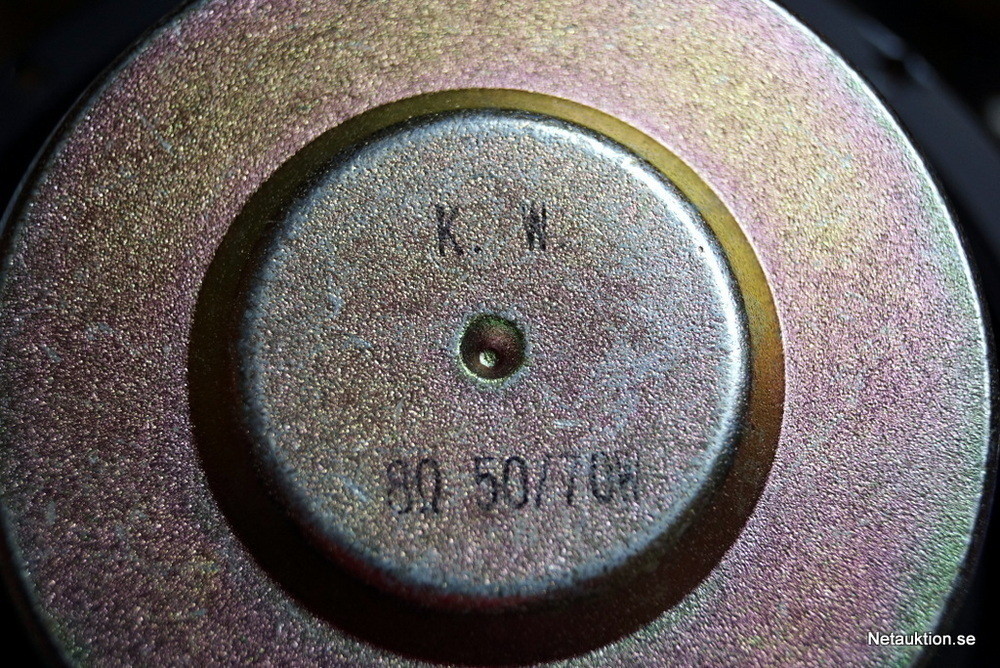 K. W
8Ω 50/70W
Netauktion.se